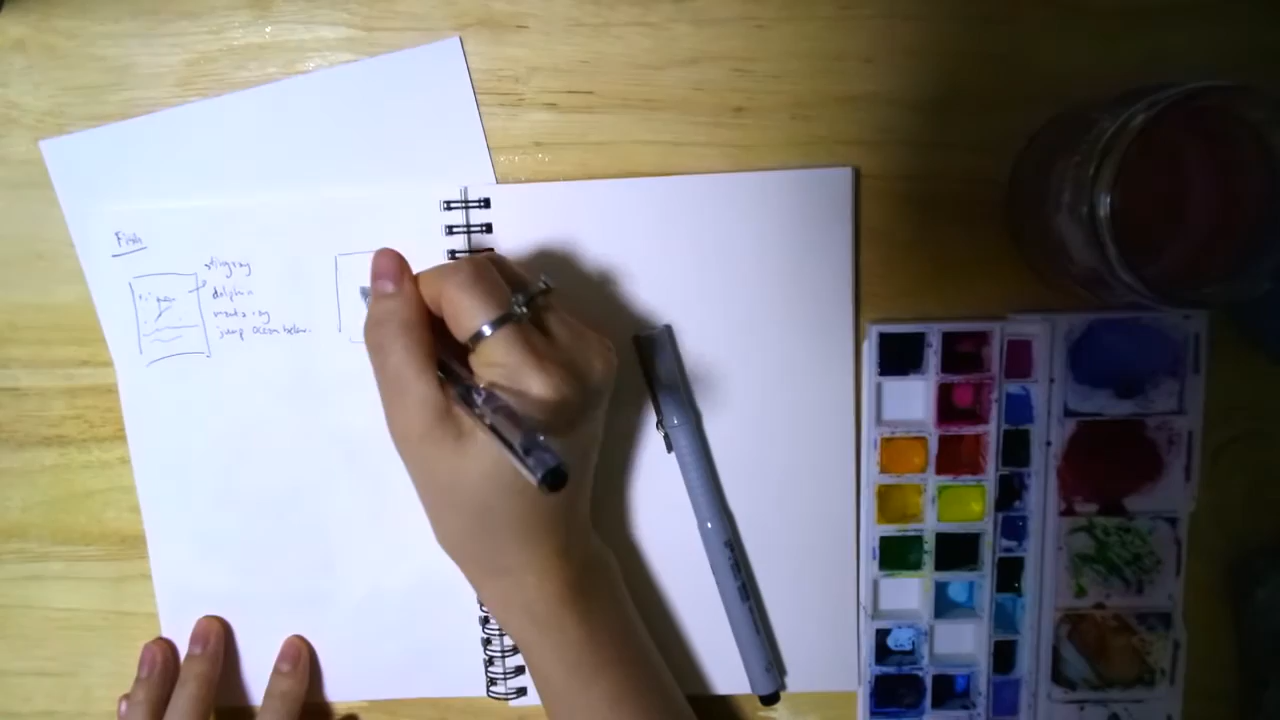 Fish
stingray
dolphin
manta ray
jump ocean below.